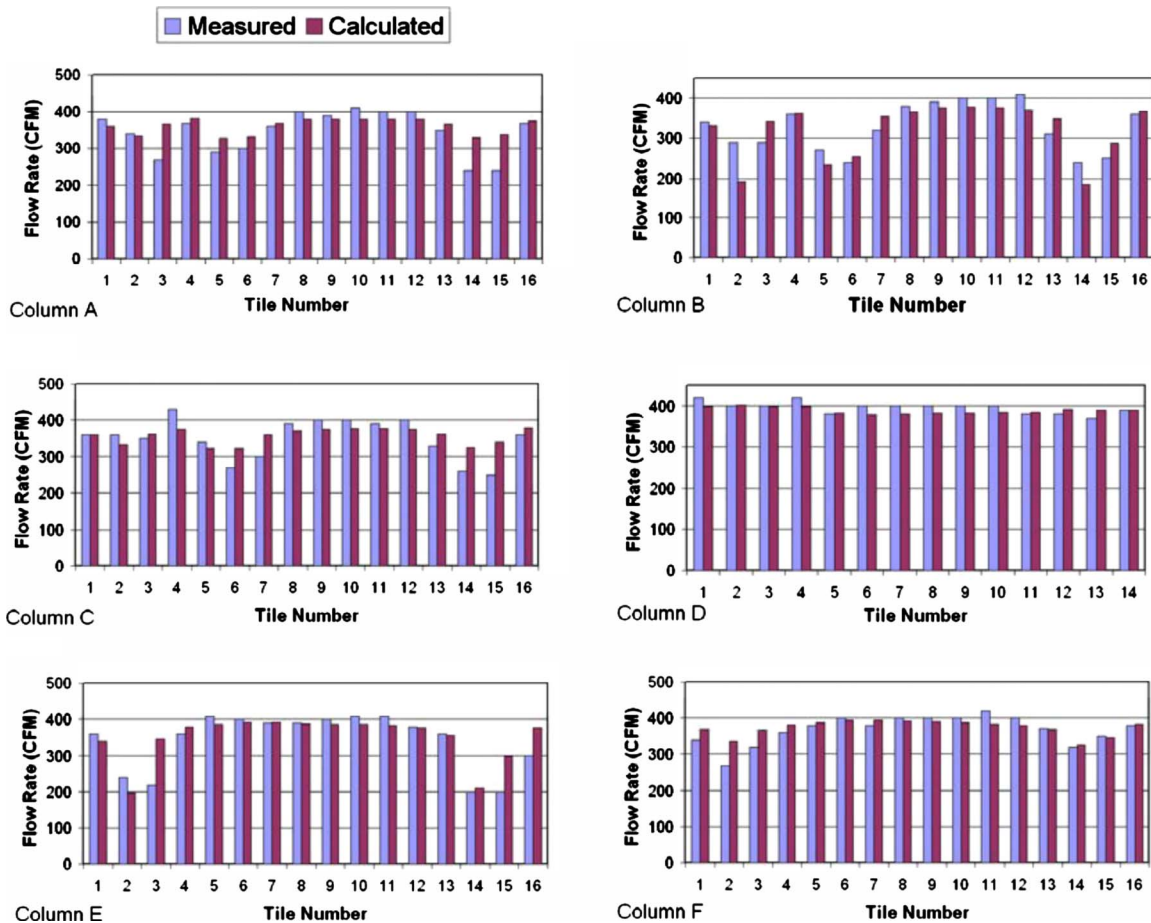 Measured Calculated
Flow Rate (CFM)
500
400
300
200
100
0
1 2 3 4 5 6 7 8 9 10 11 12 13 14 15 16
Tile Number
Column A
Flow Rate (CFM)
400
300
200
100
0
1 2 3 4 5 6 7 8 9 10 11 12 13 14 15 16
Tile Number
Column B
Flow Rate (CFM)
500
400
300
200
100
0
1 2 3 4 5 6 7 8 9 10 11 12 13 14 15 16
Tile Number
Column C
Flow Rate (CFM)
400
300
200
100
0
1 2 3 4 5 6 7 8 9 10 11 12 13 14
Tile Number
Column D
Flow Rate (CFM)
500
400
300
200
100
0
1 2 3 4 5 6 7 8 9 10 11 12 13 14 15 16
Tile Number
Column E
Flow Rate (CFM)
500
400
300
200
100
0
1 2 3 4 5 6 7 8 9 10 11 12 13 14 15 16
Tile Number
Column F